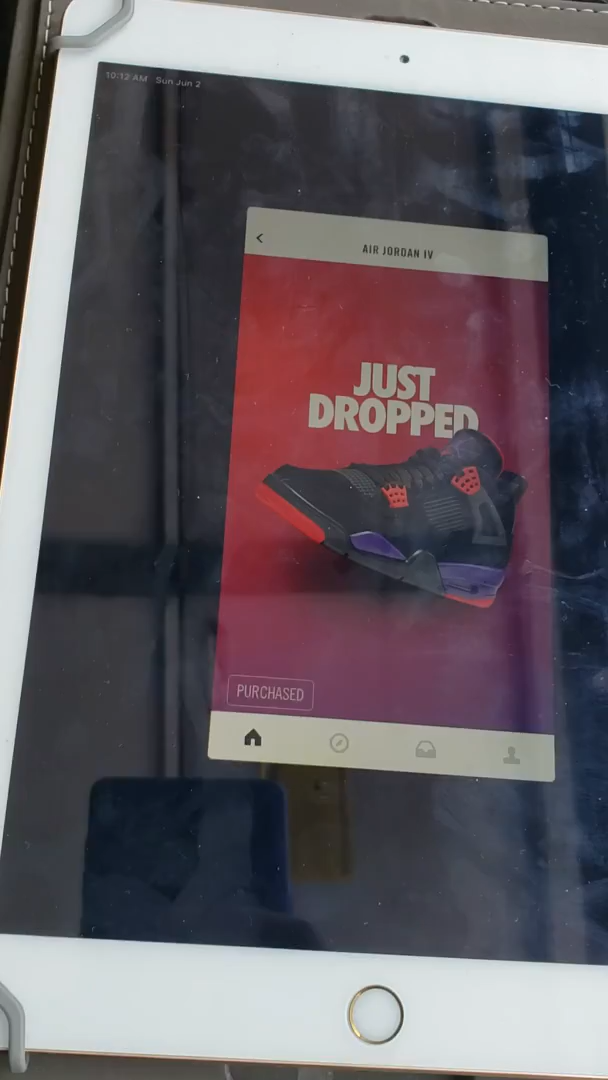 10:12 AM Sun Jun 2
AIR JORDAN IV
JUST
DROPPED
PURCHASED